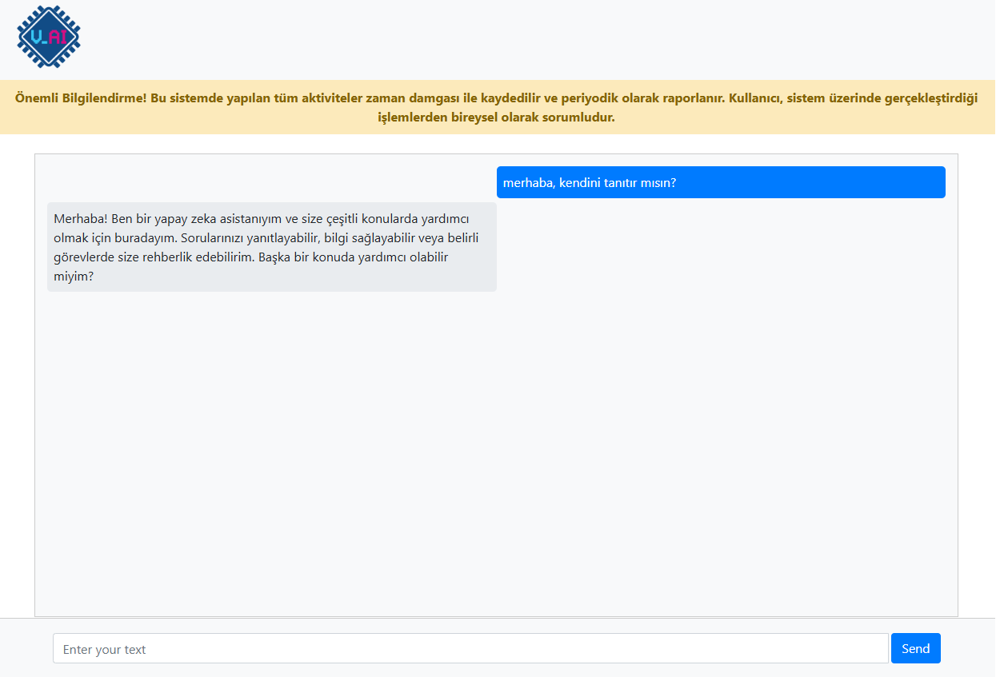 V_AI
Önemli Bilgilendirme! Bu sistemde yapılan tüm aktiviteler zaman damgası ile kaydedilir ve periyodik olarak raporlanır. Kullanıcı, sistem üzerinde gerçekleştirdiği
işlemlerden bireysel olarak sorumludur.
merhaba, kendini tanıtır mısın?
Merhaba! Ben bir yapay zeka asistanıyım ve size çeşitli konularda yardımcı
olmak için buradayım. Sorularınızı yanıtlayabilir, bilgi sağlayabilir veya belirli
görevlerde size rehberlik edebilirim. Başka bir konuda yardımcı olabilir
miyim?
Enter your text
Send